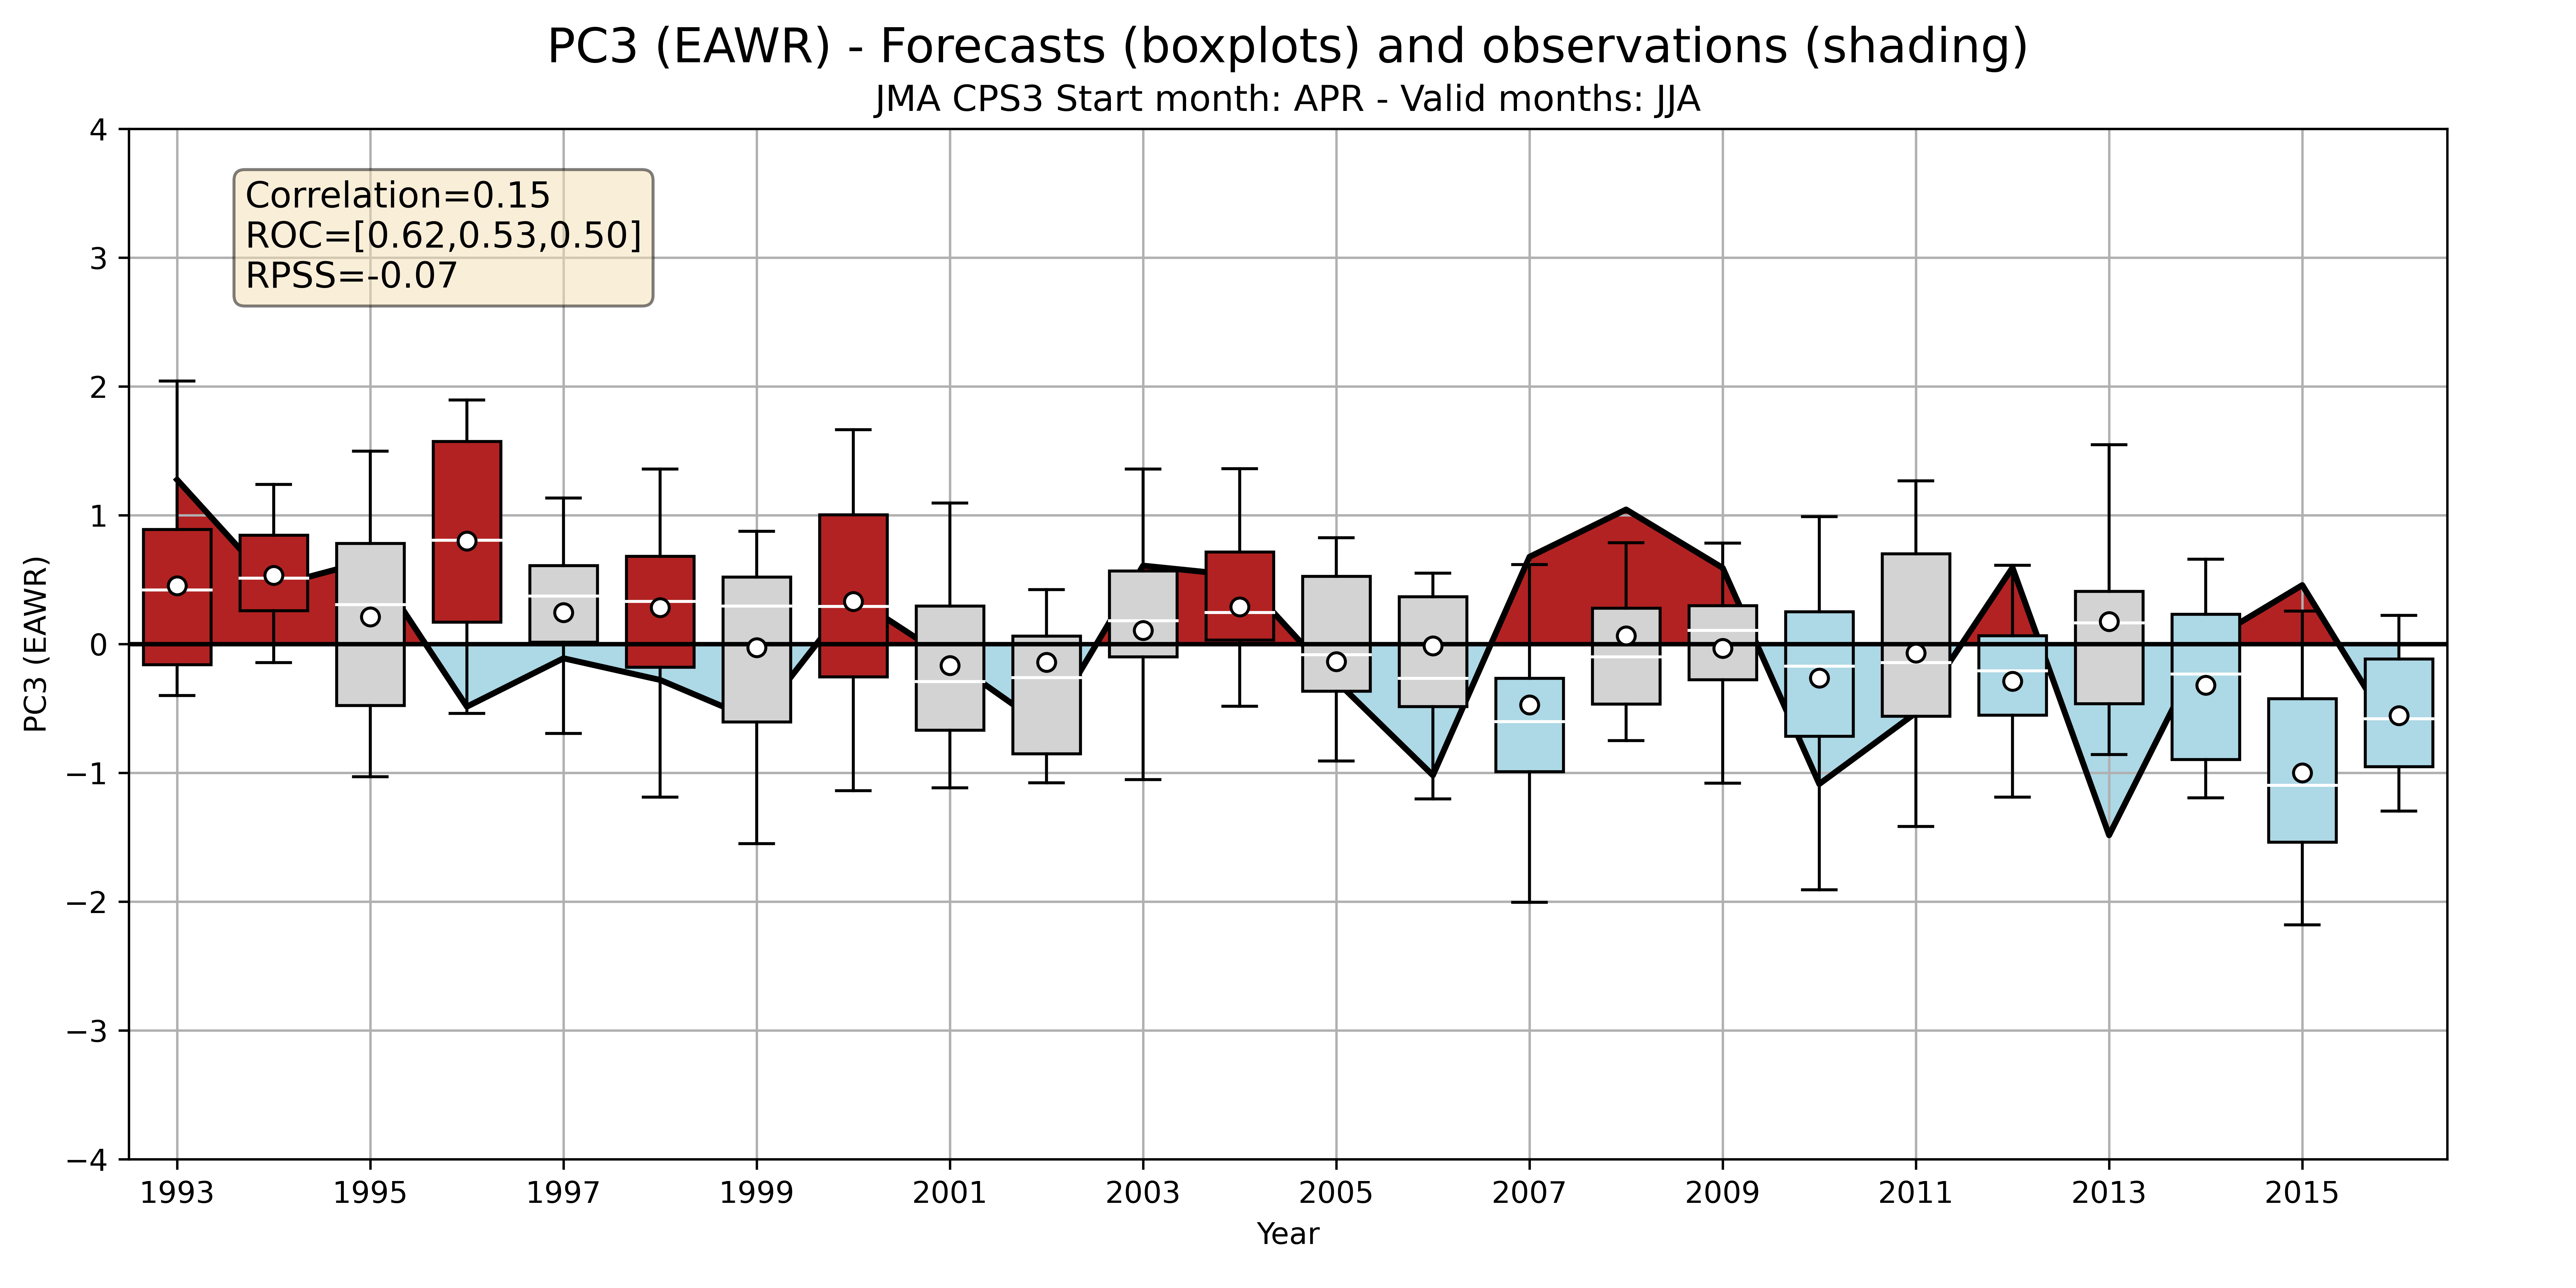 PC3 (EAWR) - Forecasts (boxplots) and observations (shading)
JMA CPS3 Start month: APR - Valid months: JJA
Correlation=0.15
ROC=[0.62,0.53,0.50]
RPSS=-0.07
PC3 (EAWR)
4
3
2
1
0
−1
−2
−3
−4
1993 1995 1997 1999 2001 2003 2005 2007 2009 2011 2013 2015
Year